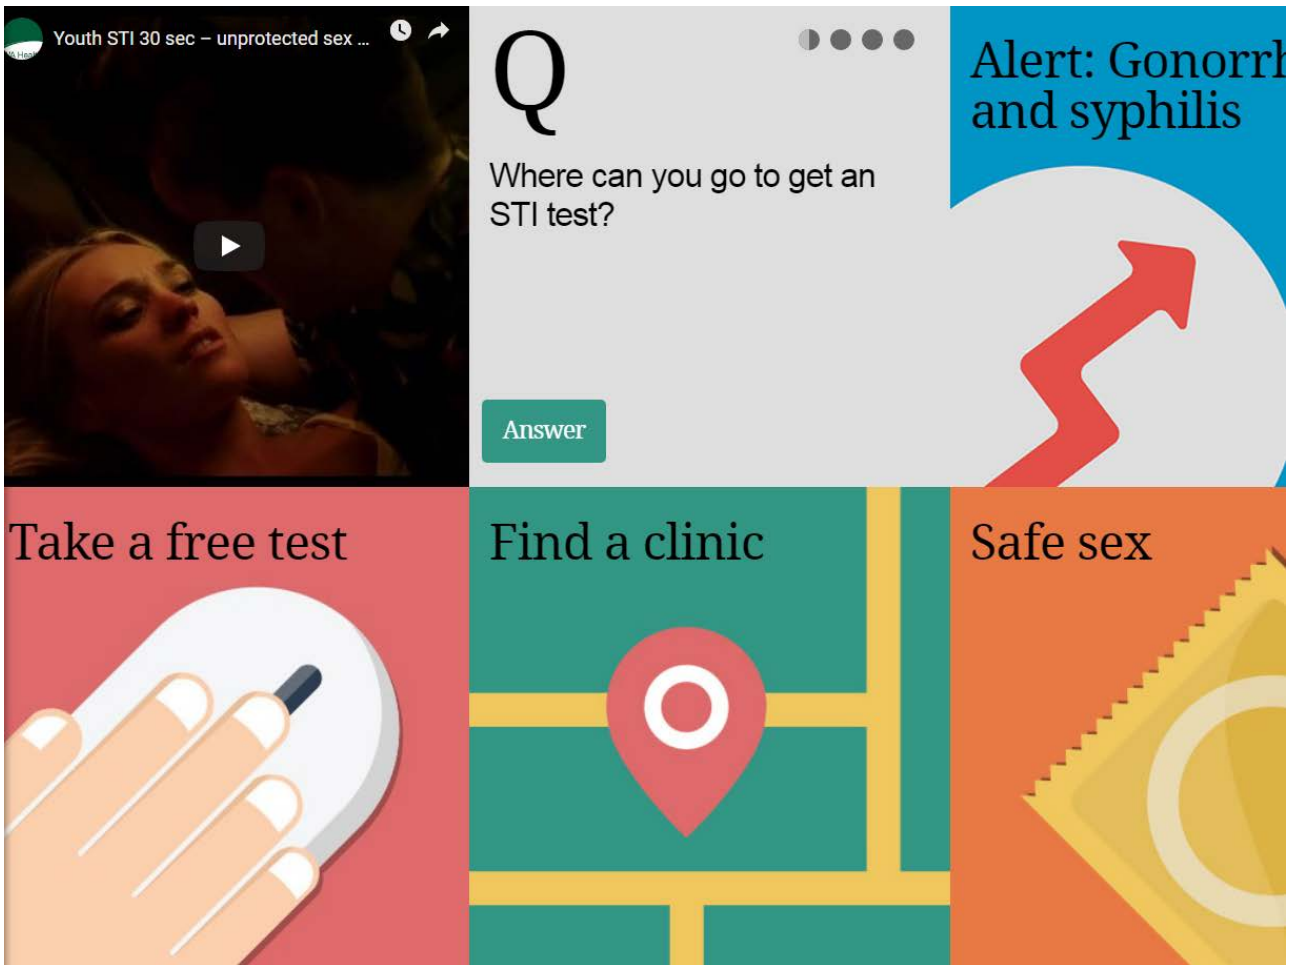 Youth STI 30 sec – unprotected sex ...
Q
Where can you go to get an
STI test?
Answer
Alert: Gonorrh
and syphilis
Take a free test
Find a clinic
Safe sex